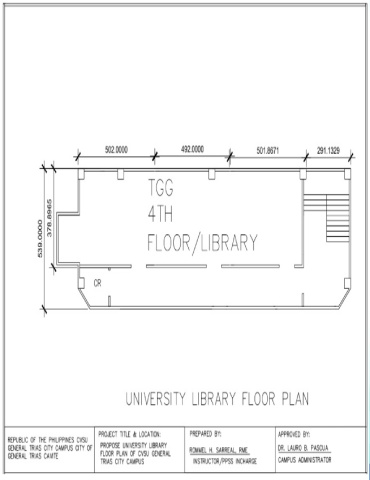 502.0000 492.0000 501.8671 291.1329
539.0000
378.8965
TGG
4TH
FLOOR/LIBRARY
CR
UNIVERSITY LIBRARY FLOOR PLAN
REPUBLIC OF THE PHILIPPINES CVSU
GENERAL TRIAS CITY CAMPUS CITY OF
GENERAL TRIAS CAVITE
PROJECT TITLE & LOCATION:
PROPOSE UNIVERSITY LIBRARY
FLOOR PLAN OF CVSU GENERAL
TRIAS CITY CAMPUS
PREPARED BY:
ROMMEL H. SARREAL, RME
INSTRUCTOR/PPSS INCHARGE
APPROVED BY:
DR. LAURO B. PASCUA
CAMPUS ADMINISTRATOR